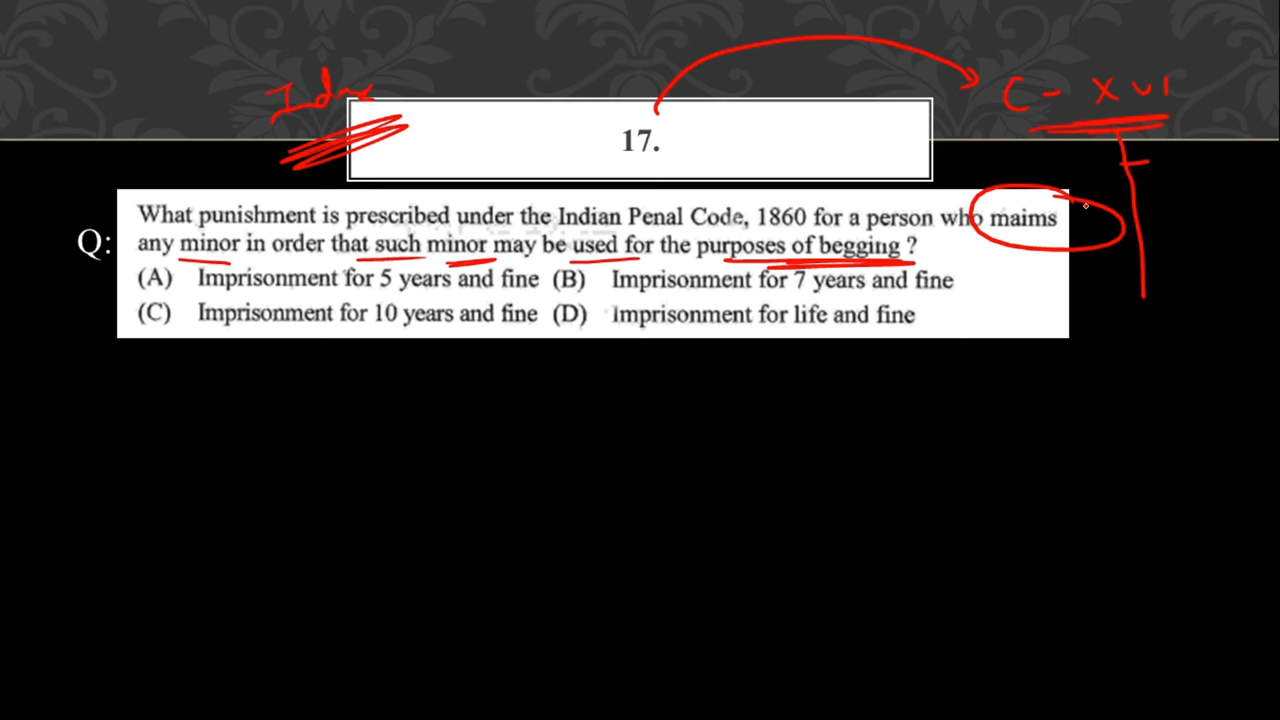 C - XVI
17.
What punishment is prescribed under the Indian Penal Code, 1860 for a person who maims
Q: any minor in order that such minor may be used for the purposes of begging ?
(A) Imprisonment for 5 years and fine (B) Imprisonment for 7 years and fine
(C) Imprisonment for 10 years and fine (D) Imprisonment for life and fine